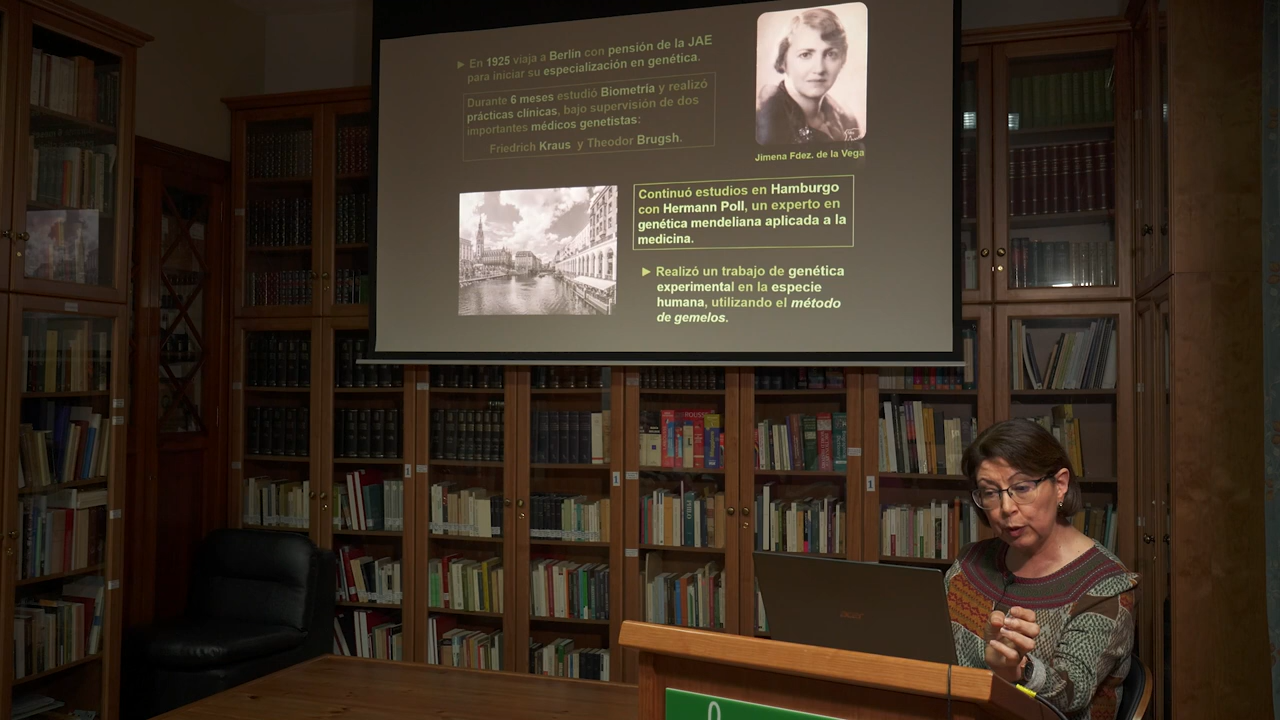 ► En 1925 viaja a Berlin con pensión de la JAE
para iniciar su especialización en genética.
Durante 6 meses estudió Biometría y realizó
prácticas clínicas, bajo supervisión de dos
importantes médicos genetistas:
Friedrich Kraus y Theodor Brugsh.
Jimena Fdez. de la Vega
Continuó estudios en Hamburgo
con Hermann Poll, un experto en
genética mendeliana aplicada a la
medicina.
► Realizó un trabajo de genética
experimental en la especie
humana, utilizando el método
de gemelos.